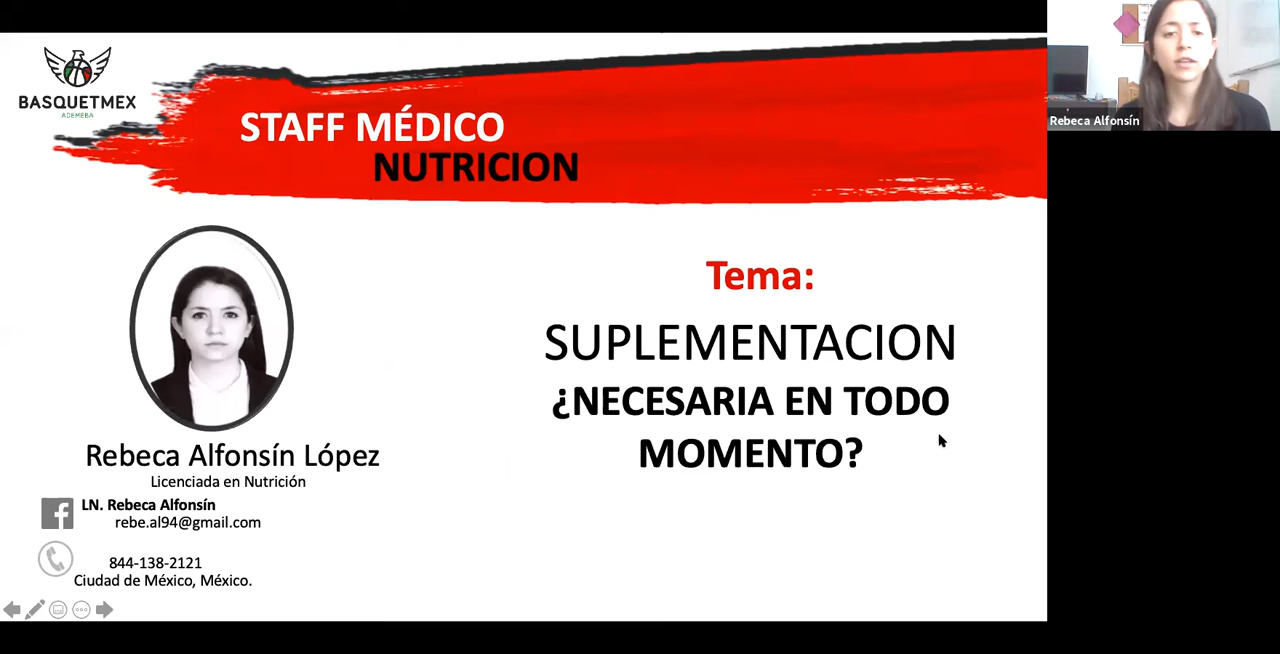 BASQUETMEX
ADEMEBA
STAFF MÉDICO
NUTRICION
Rebeca Alfonsín
Tema:
SUPLEMENTACION
¿NECESARIA EN TODO
MOMENTO?
Rebeca Alfonsín López
Licenciada en Nutrición
LN. Rebeca Alfonsín
rebe.al94@gmail.com
844-138-2121
Ciudad de México, México.